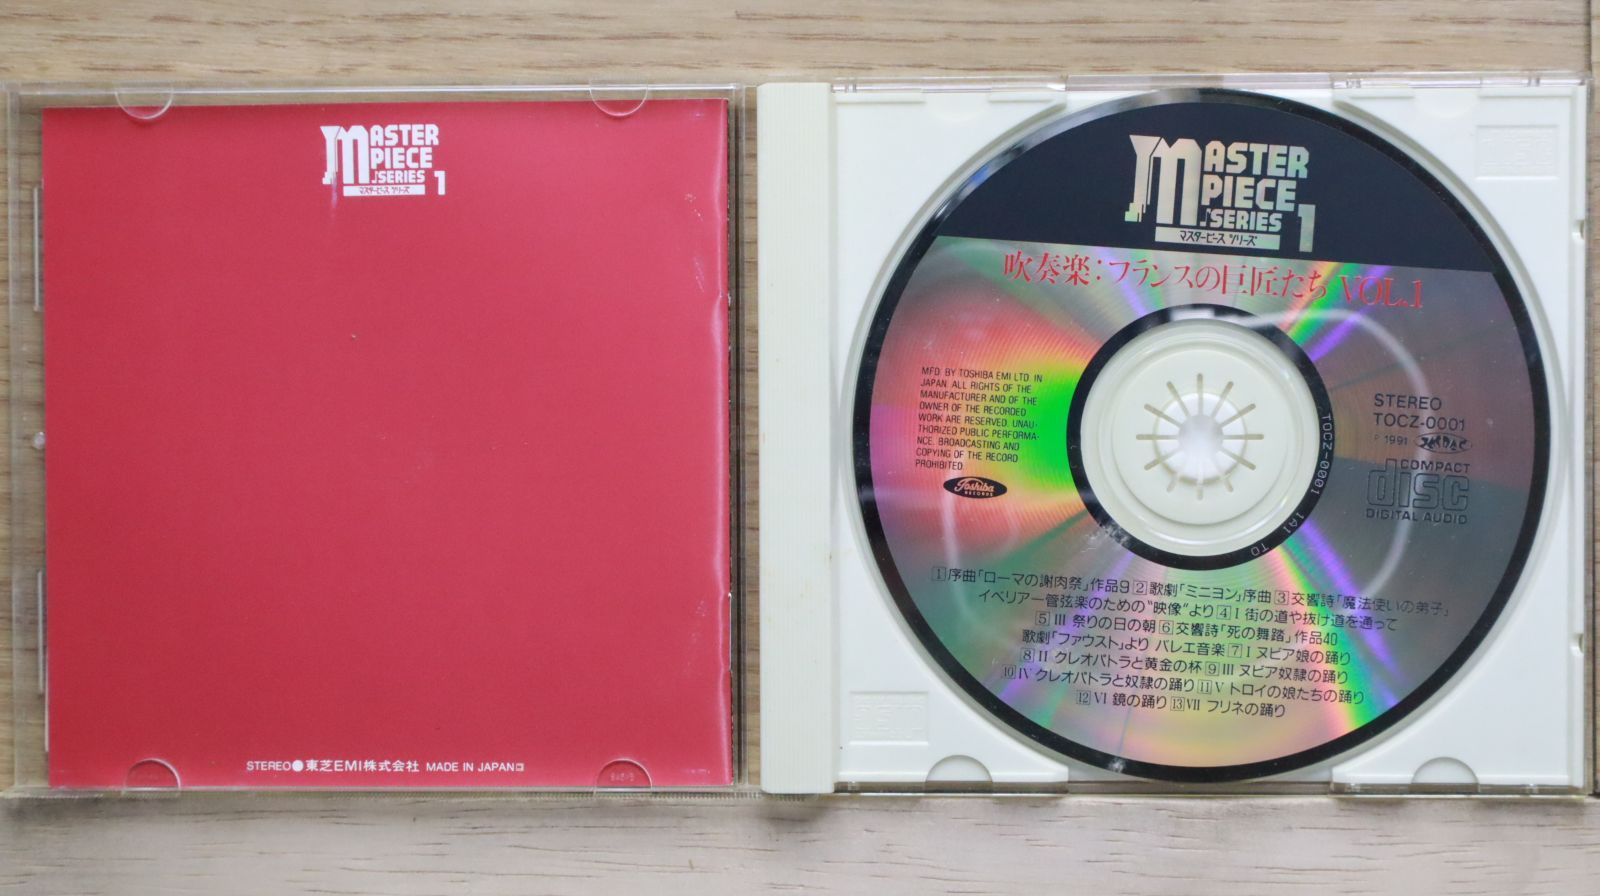 MASTER
PIECE
SERIES 1
マスターピース シリーズ
STEREO●東芝EMI株式会社 MADE IN JAPAN
MASTER
PIECE
SERIES 1
マスターピース シリーズ
吹奏楽：フランスの巨匠たち VOL.1
MFD. BY TOSHIBA EMI LTD. IN
JAPAN. ALL RIGHTS OF THE
MANUFACTURER AND OF THE
OWNER OF THE RECORDED
WORK ARE RESERVED. UNAU-
THORIZED PUBLIC PERFORMA-
NCE, BROADCASTING AND
COPYING OF THE RECORD
PROHIBITED.
Toshiba
RECORDS
TOCZ-0001 1A1 TO
STEREO
TOCZ-0001
℗ 1991
COMPACT
disc
DIGITAL AUDIO
1 序曲「ローマの謝肉祭」作品9 2 歌劇「ミニヨン」序曲 3 交響詩「魔法使いの弟子」
イベリアー管弦楽のための“映像”より 4 I 街の道や抜け道を通って
5 III 祭りの日の朝 6 交響詩「死の舞踏」作品40
歌劇「ファウスト」より バレエ音楽 7 I ヌビア娘の踊り
8 II クレオパトラと黄金の杯 9 III ヌビア奴隷の踊り
10 IV クレオパトラと奴隷の踊り 11 V トロイの娘たちの踊り
12 VI 鏡の踊り 13 VII フリネの踊り